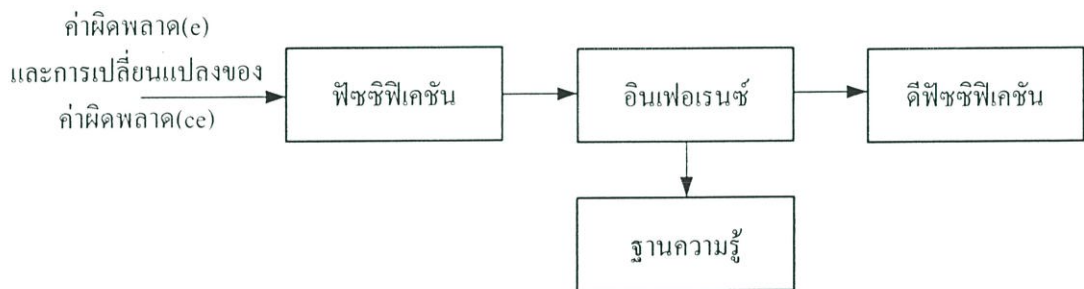 ค่าผิดพลาด(e)
และการเปลี่ยนแปลงของ
ค่าผิดพลาด(ce)
ฟัซซิฟิเคชัน
อินเฟอเรนซ์
ดีฟัซซิฟิเคชัน
ฐานความรู้